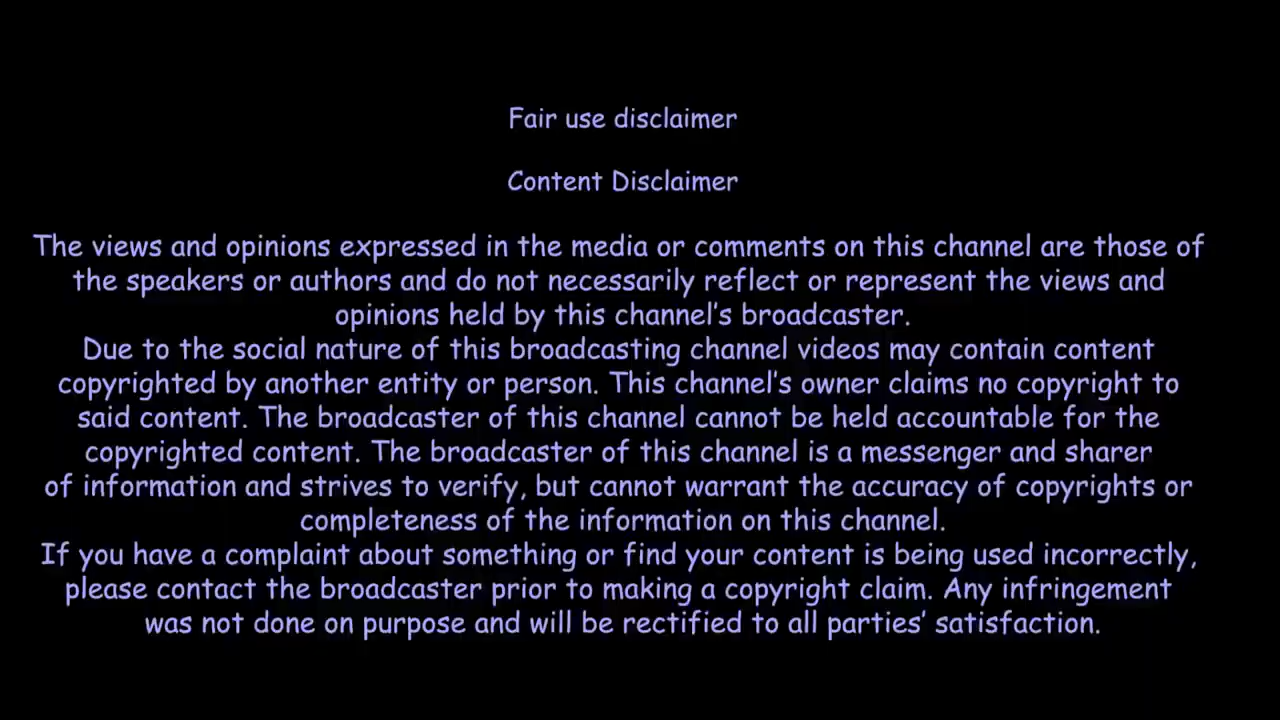 Fair use disclaimer
Content Disclaimer
The views and opinions expressed in the media or comments on this channel are those of
the speakers or authors and do not necessarily reflect or represent the views and
opinions held by this channel's broadcaster.
Due to the social nature of this broadcasting channel videos may contain content
copyrighted by another entity or person. This channel's owner claims no copyright to
said content. The broadcaster of this channel cannot be held accountable for the
copyrighted content. The broadcaster of this channel is a messenger and sharer
of information and strives to verify, but cannot warrant the accuracy of copyrights or
completeness of the information on this channel.
If you have a complaint about something or find your content is being used incorrectly,
please contact the broadcaster prior to making a copyright claim. Any infringement
was not done on purpose and will be rectified to all parties' satisfaction.